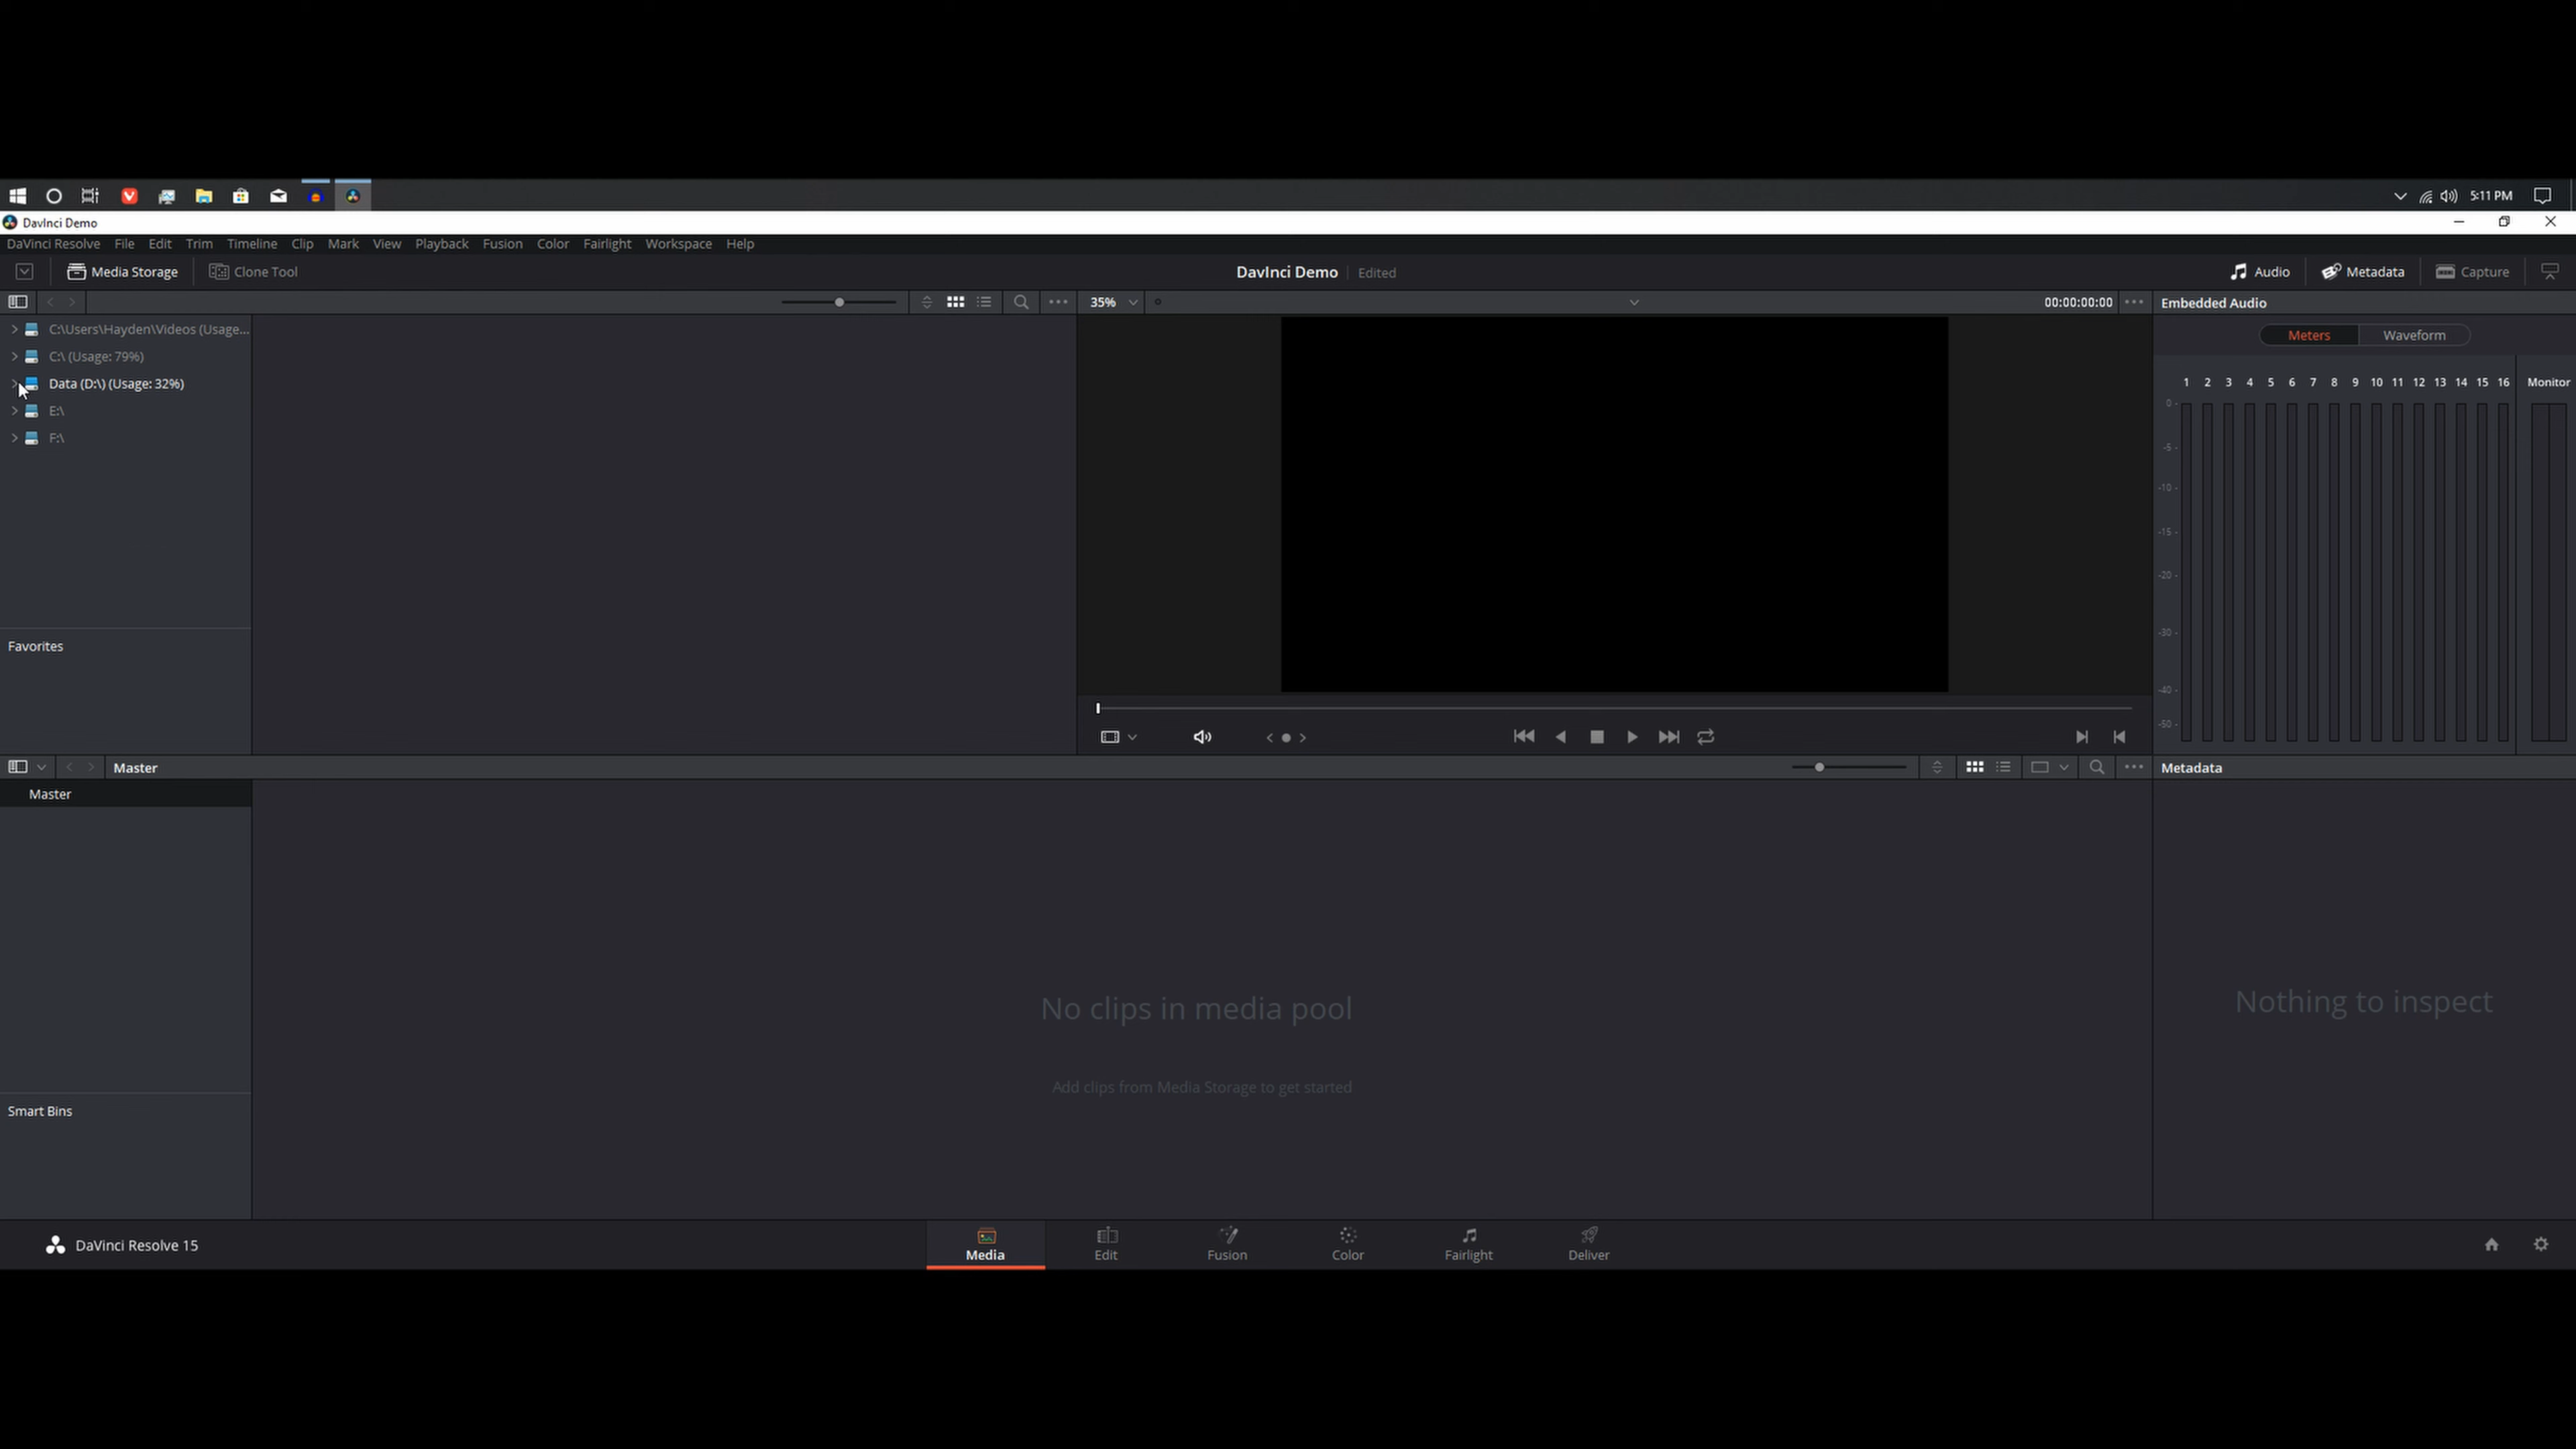 5:11 PM
DavInci Demo
DaVinci Resolve File Edit Trim Timeline Clip Mark View Playback Fusion Color Fairlight Workspace Help
Media Storage Clone Tool DavInci Demo Edited Audio Metadata Capture
35% 00:00:00:00 Embedded Audio
C:\Users\Hayden\Videos (Usage...
C:\ (Usage: 79%)
Data (D:\) (Usage: 32%)
E:\
F:\
Meters Waveform
1 2 3 4 5 6 7 8 9 10 11 12 13 14 15 16 Monitor
0
-5
-10
-15
-20
-30
-40
-50
Favorites
Master Metadata
Master
No clips in media pool
Add clips from Media Storage to get started
Nothing to inspect
Smart Bins
DaVinci Resolve 15 Media Edit Fusion Color Fairlight Deliver